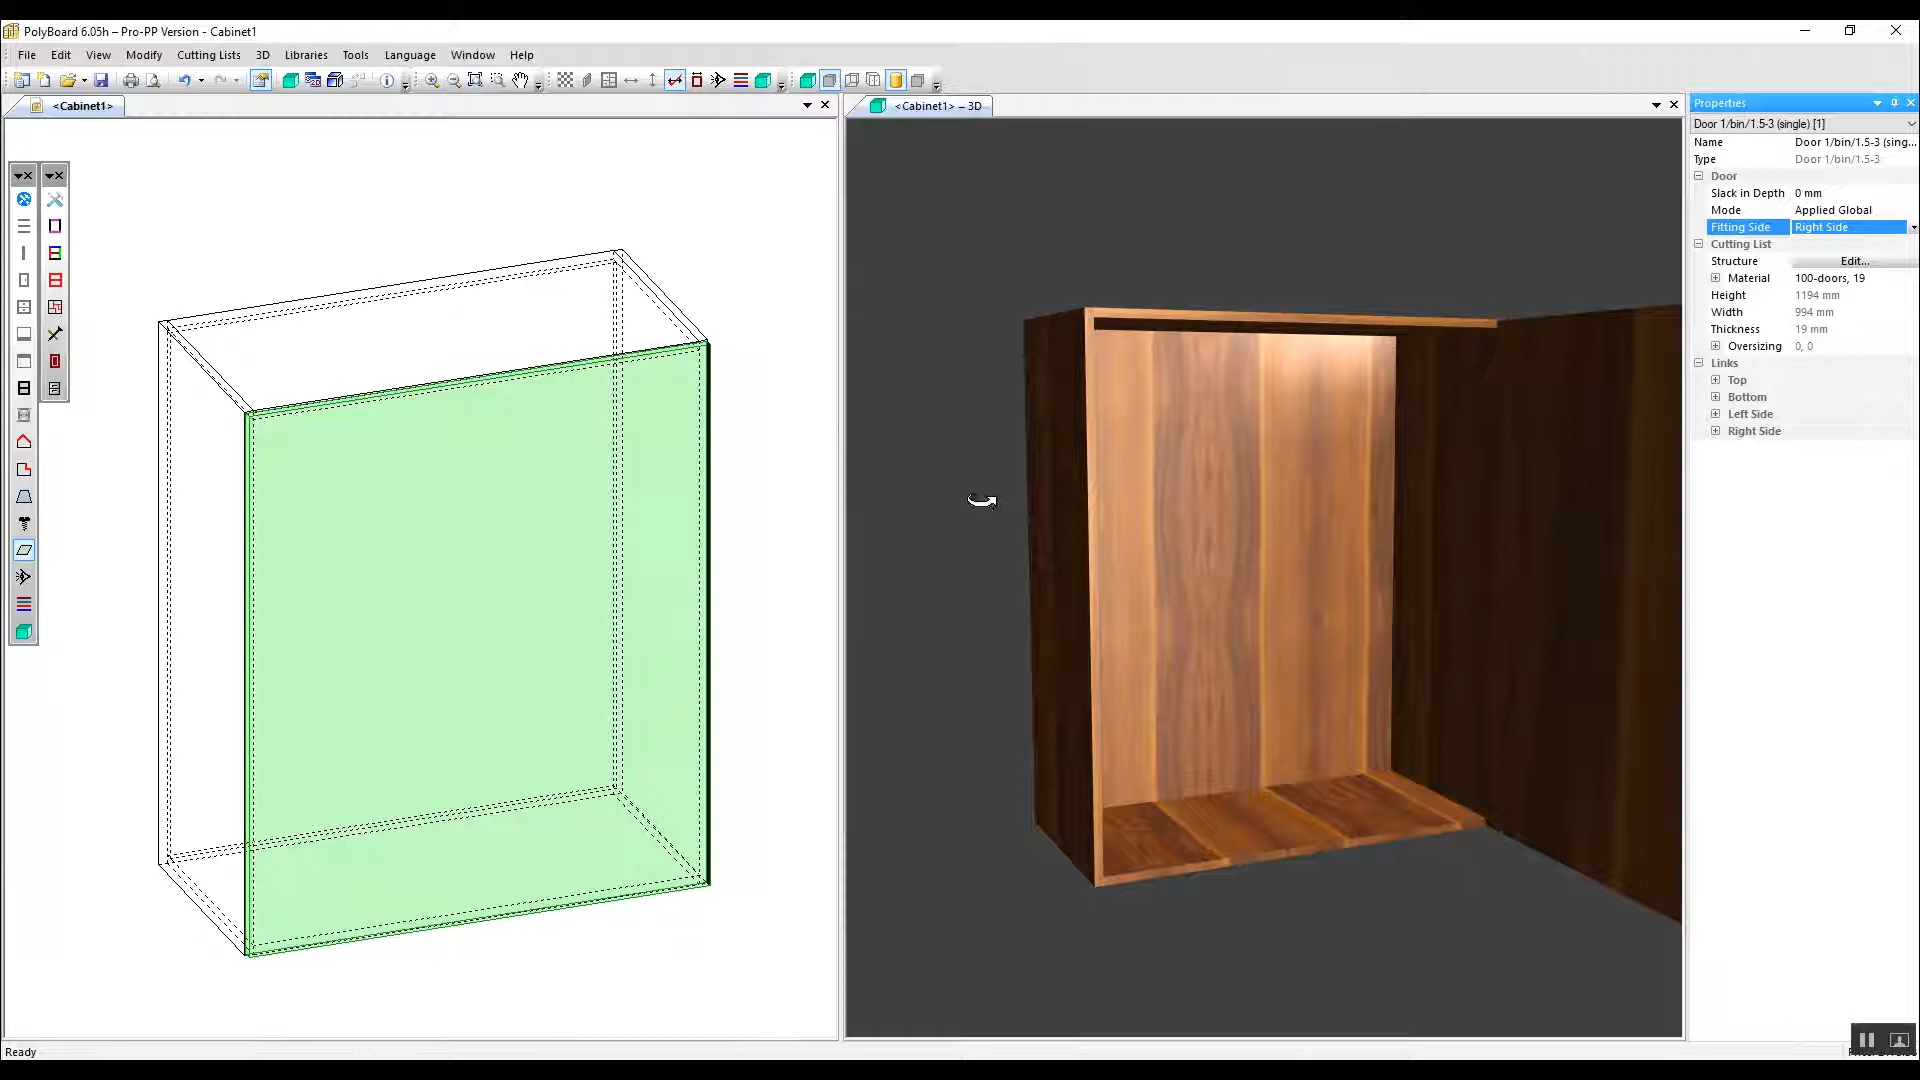 PolyBoard 6.05h – Pro-PP Version - Cabinet1
File Edit View Modify Cutting Lists 3D Libraries Tools Language Window Help
<Cabinet1>
<Cabinet1> – 3D
Properties
Door 1/bin/1.5-3 (single) [1]
Name Door 1/bin/1.5-3 (sing...
Type Door 1/bin/1.5-3
Door
Slack in Depth 0 mm
Mode Applied Global
Fitting Side Right Side
Cutting List
Structure Edit...
Material 100-doors, 19
Height 1194 mm
Width 994 mm
Thickness 19 mm
Oversizing 0, 0
Links
Top
Bottom
Left Side
Right Side
Ready